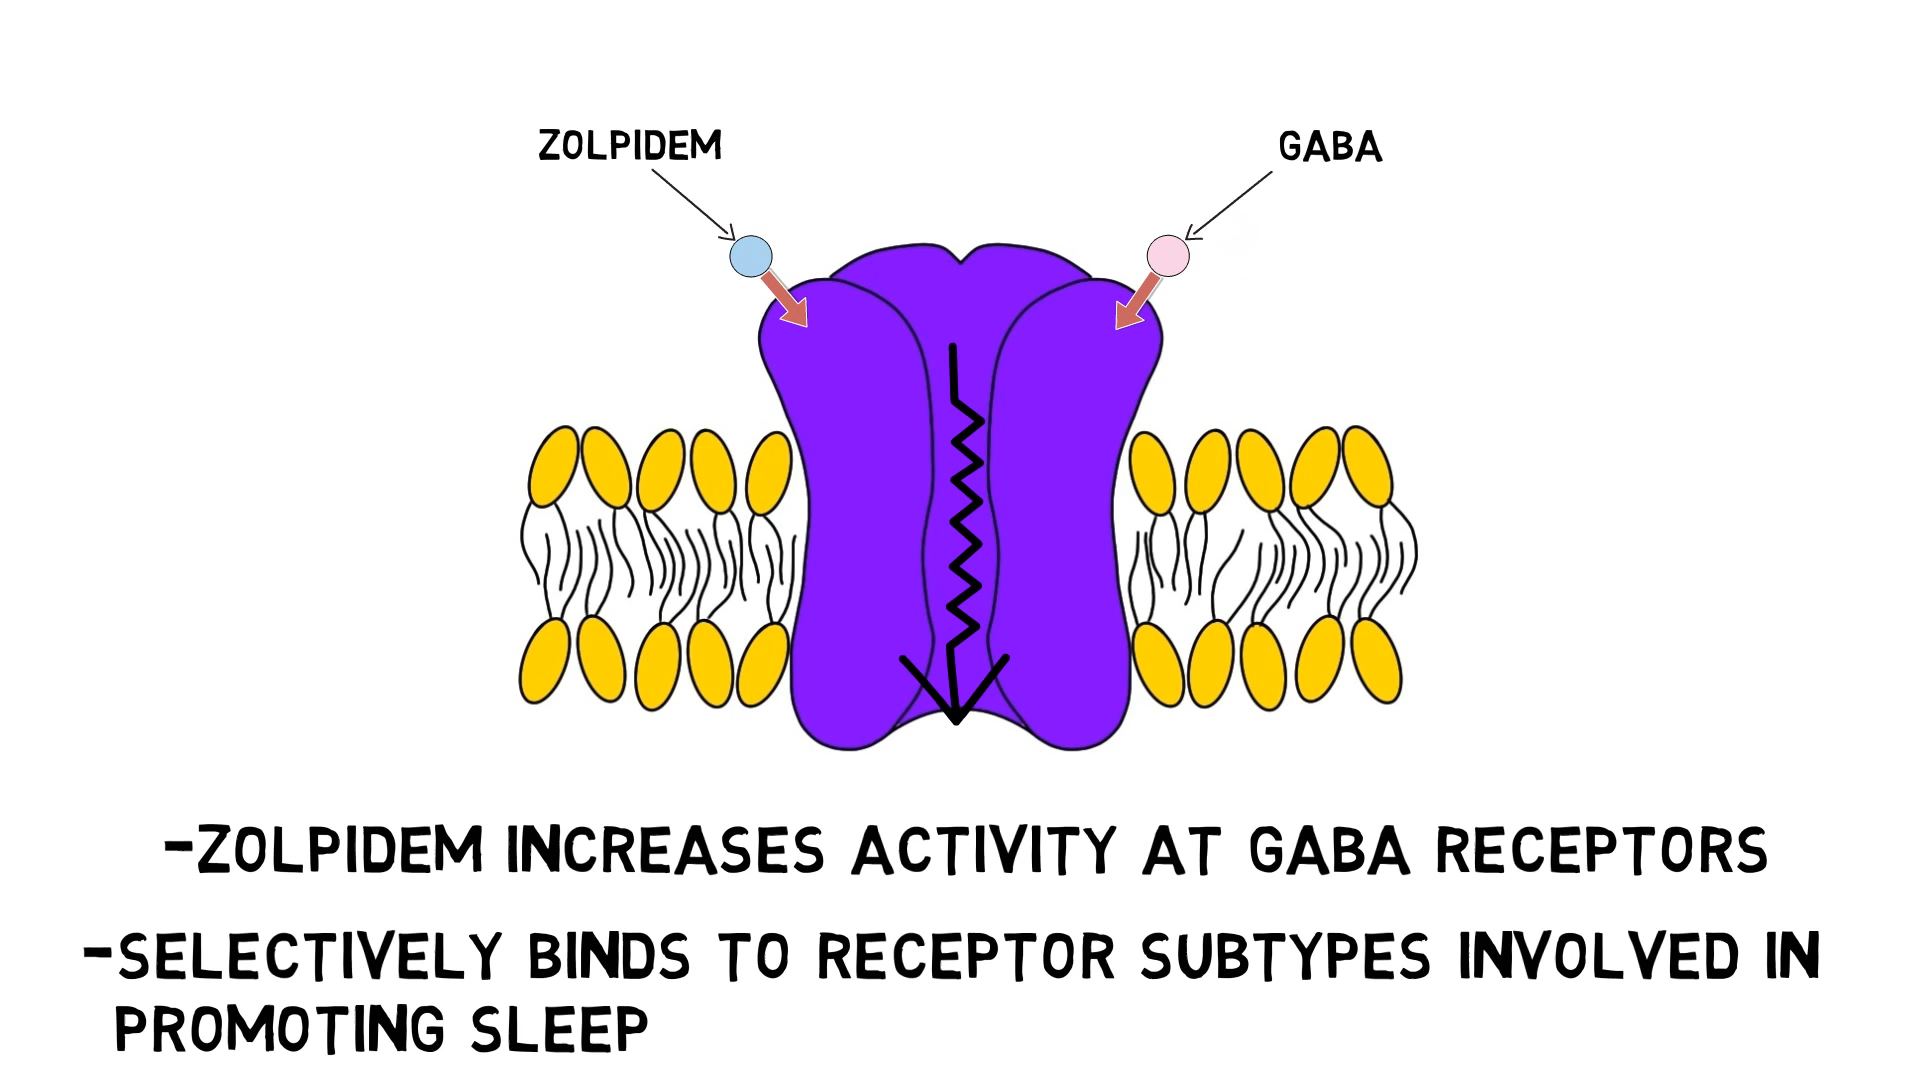 ZOLPIDEM
GABA
-ZOLPIDEM INCREASES ACTIVITY AT GABA RECEPTORS
-SELECTIVELY BINDS TO RECEPTOR SUBTYPES INVOLVED IN
PROMOTING SLEEP